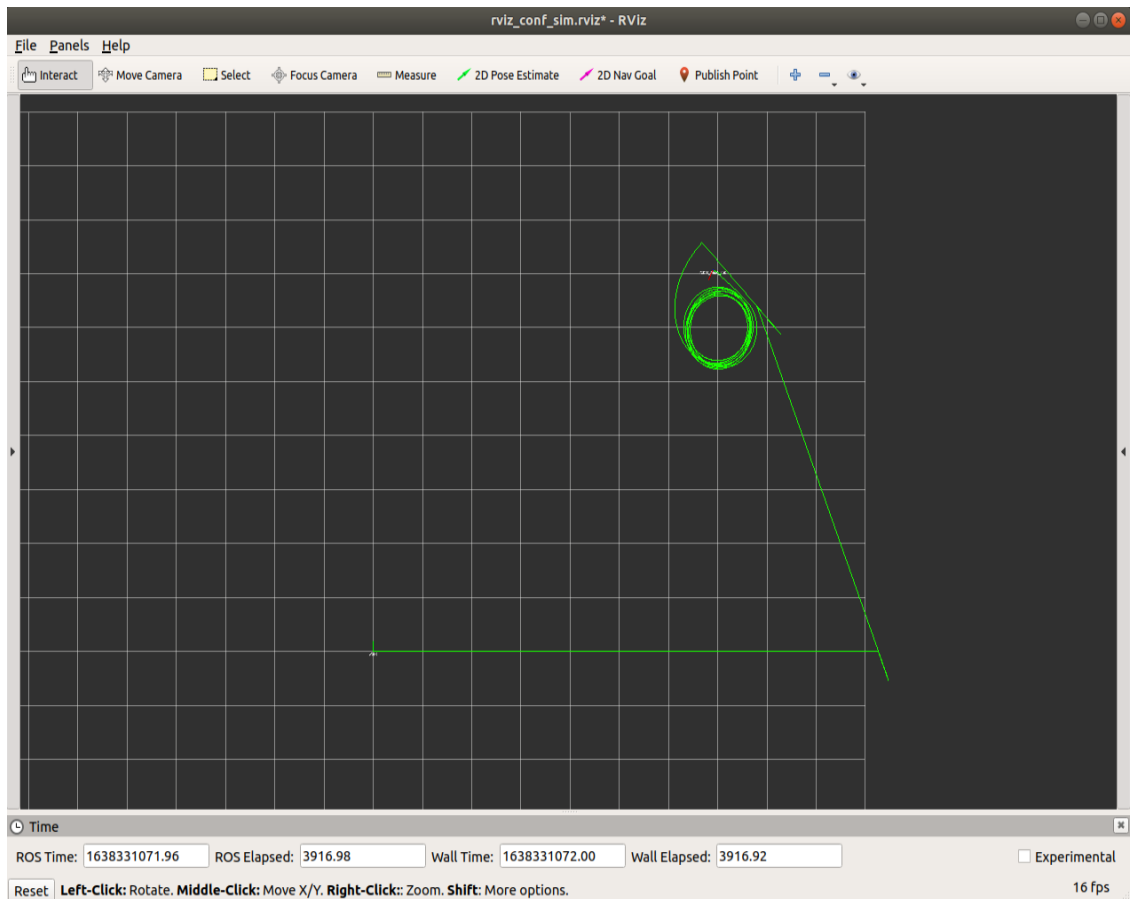 rviz_conf_sim.rviz* - RViz
File Panels Help
Interact Move Camera Select Focus Camera Measure 2D Pose Estimate 2D Nav Goal Publish Point
Time
ROS Time: 1638331071.96 ROS Elapsed: 3916.98 Wall Time: 1638331072.00 Wall Elapsed: 3916.92 Experimental
Reset Left-Click: Rotate. Middle-Click: Move X/Y. Right-Click:: Zoom. Shift: More options. 16 fps